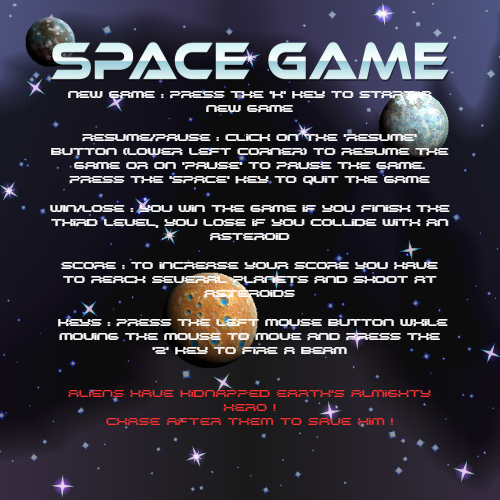 SPACE GAME
NEW GAME : PRESS THE 'K' KEY TO START A
NEW GAME
RESUME/PAUSE : CLICK ON THE 'RESUME'
BUTTON (LOWER LEFT CORNER) TO RESUME THE
GAME OR ON 'PAUSE' TO PAUSE THE GAME.
PRESS THE 'SPACE' KEY TO QUIT THE GAME
WIN/LOSE : YOU WIN THE GAME IF YOU FINISH THE
THIRD LEVEL, YOU LOSE IF YOU COLLIDE WITH AN
ASTEROID
SCORE : TO INCREASE YOUR SCORE YOU HAVE
TO REACH SEVERAL PLANETS AND SHOOT AT
ASTEROIDS
KEYS : PRESS THE LEFT MOUSE BUTTON WHILE
MOVING THE MOUSE TO MOVE AND PRESS THE
'Z' KEY TO FIRE A BEAM
ALIENS HAVE KIDNAPPED EARTH'S ALMIGHTY
HERO !
CHASE AFTER THEM TO SAVE HIM !